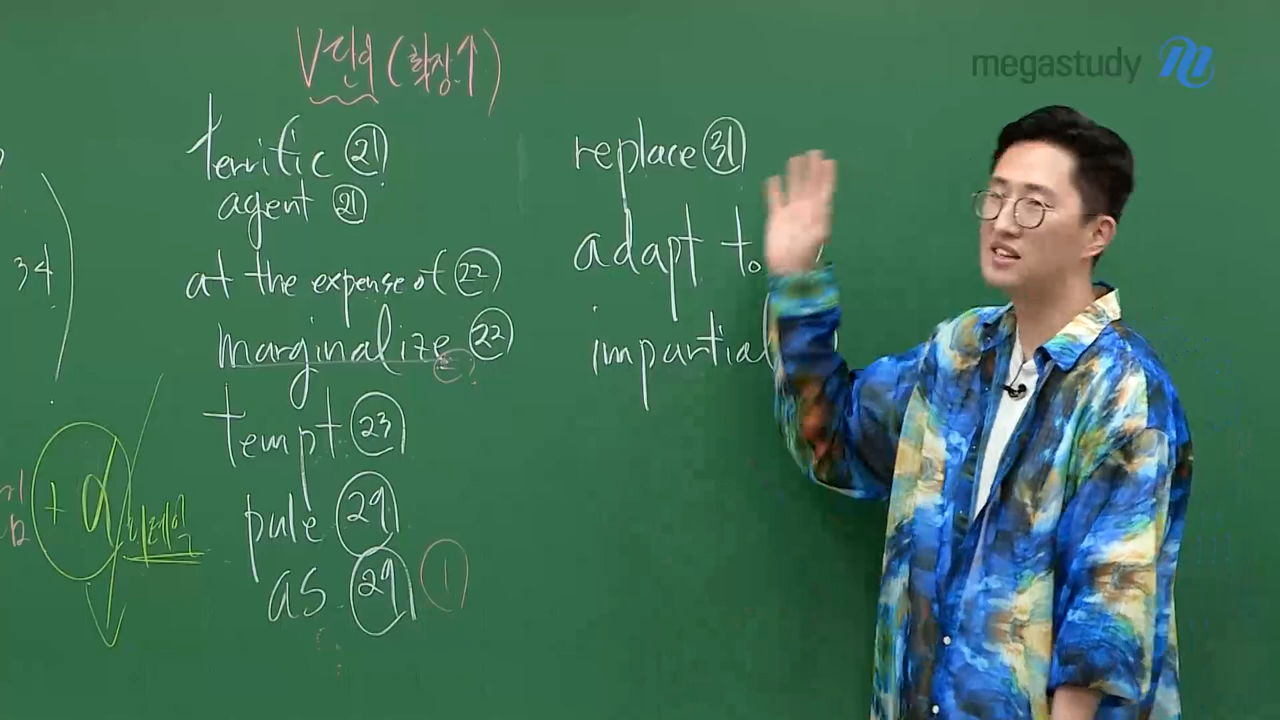 V 단어 (확장↑)
megastudy
terrific 21
agent 21
at the expense of 22
marginalize 22
tempt 23
pale 29
as 29 1
replace 31
adapt to
impartial
34
+ α